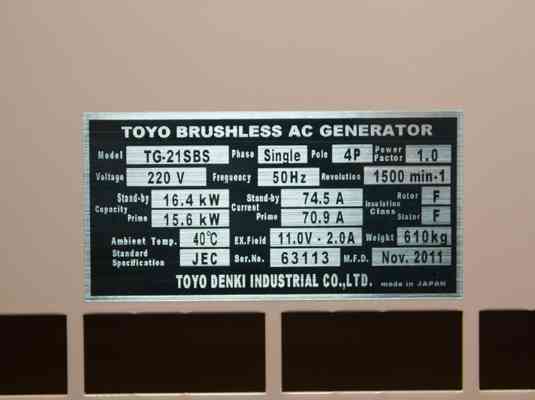 TOYO BRUSHLESS AC GENERATOR
Model TG-21SBS Phase Single Pole 4P Power Factor 1.0
Voltage 220 V Freguency 50Hz Revolution 1500 min-1
Capacity Stand-by 16.4 kW Current Stand-by 74.5 A Insulation Class Rotor F
Prime 15.6 kW Prime 70.9 A Stator F
Ambient Temp. 40℃ EX.Field 11.0V - 2.0A Weight 610kg
Standard Specification JEC Ser.No. 63113 M.F.D. Nov. 2011
TOYO DENKI INDUSTRIAL CO.,LTD. made in JAPAN